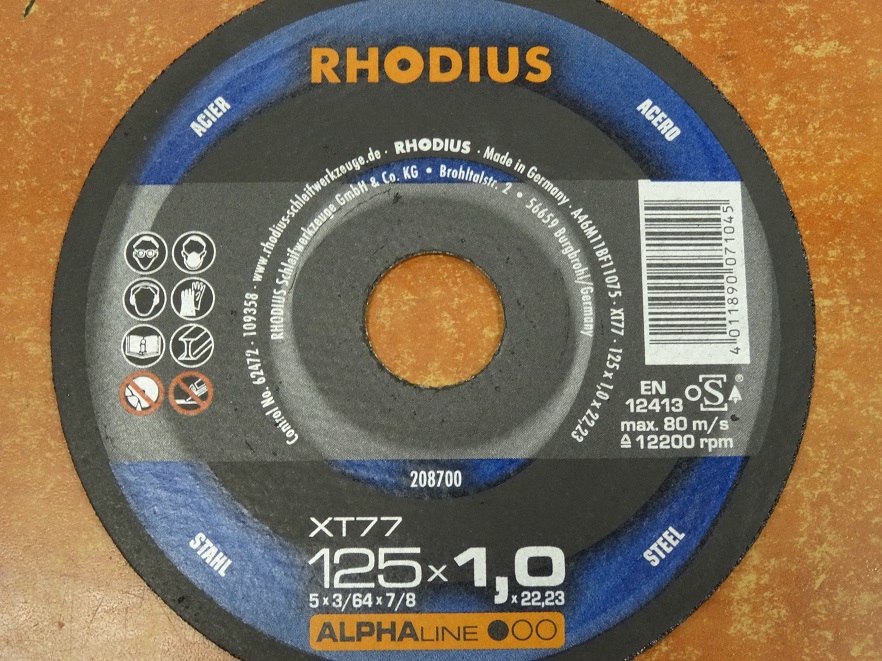 RHODIUS
ACIER
ACERO
Control No. 62472 · 109358 · www.rhodius-schleifwerkzeuge.de · RHODIUS · Made in Germany · A46M11BF11075 · XT77 · 125 x 1,0 x 22,23
RHODIUS Schleifwerkzeuge GmbH & Co. KG • Brohltalstr. 2 • 56659 Burgbrohl/Germany
4 011890 071045
EN
12413
oS®
max. 80 m/s
≙ 12200 rpm
208700
STAHL
STEEL
XT77
125 x 1,0
5 x 3/64 x 7/8 x 22,23
ALPHALINE